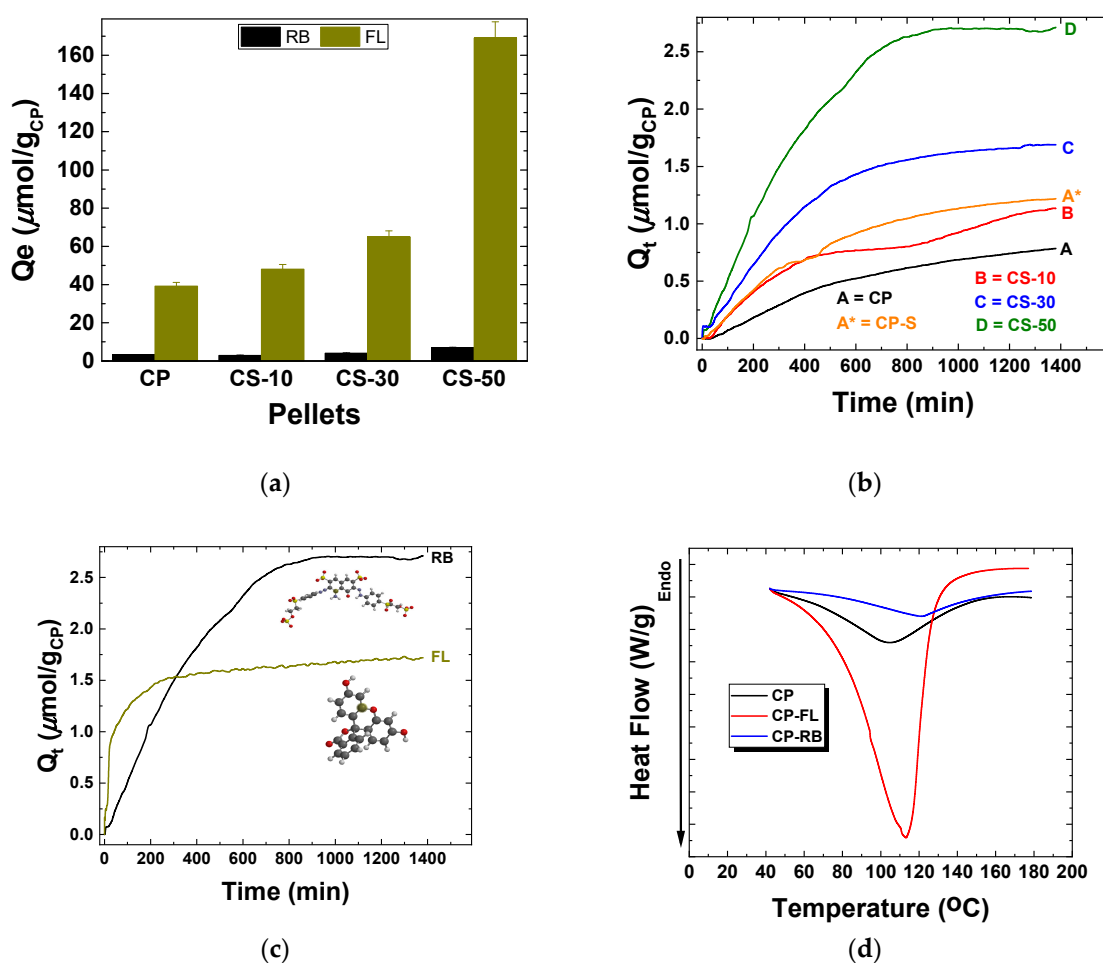 RB FL
160
140
120
100
80
60
40
20
0
Qe (μmol/gCP)
CP CS-10 CS-30 CS-50
Pellets
(a)
2.5
2.0
1.5
1.0
0.5
0.0
Qt (μmol/gCP)
D
C
A*
B
A
A = CP
A* = CP-S
B = CS-10
C = CS-30
D = CS-50
0 200 400 600 800 1000 1200 1400
Time (min)
(b)
2.5
2.0
1.5
1.0
0.5
0.0
Qt (μmol/gCP)
RB
FL
0 200 400 600 800 1000 1200 1400
Time (min)
(c)
Endo
Heat Flow (W/g)
CP
CP-FL
CP-RB
0 20 40 60 80 100 120 140 160 180 200
Temperature (ºC)
(d)